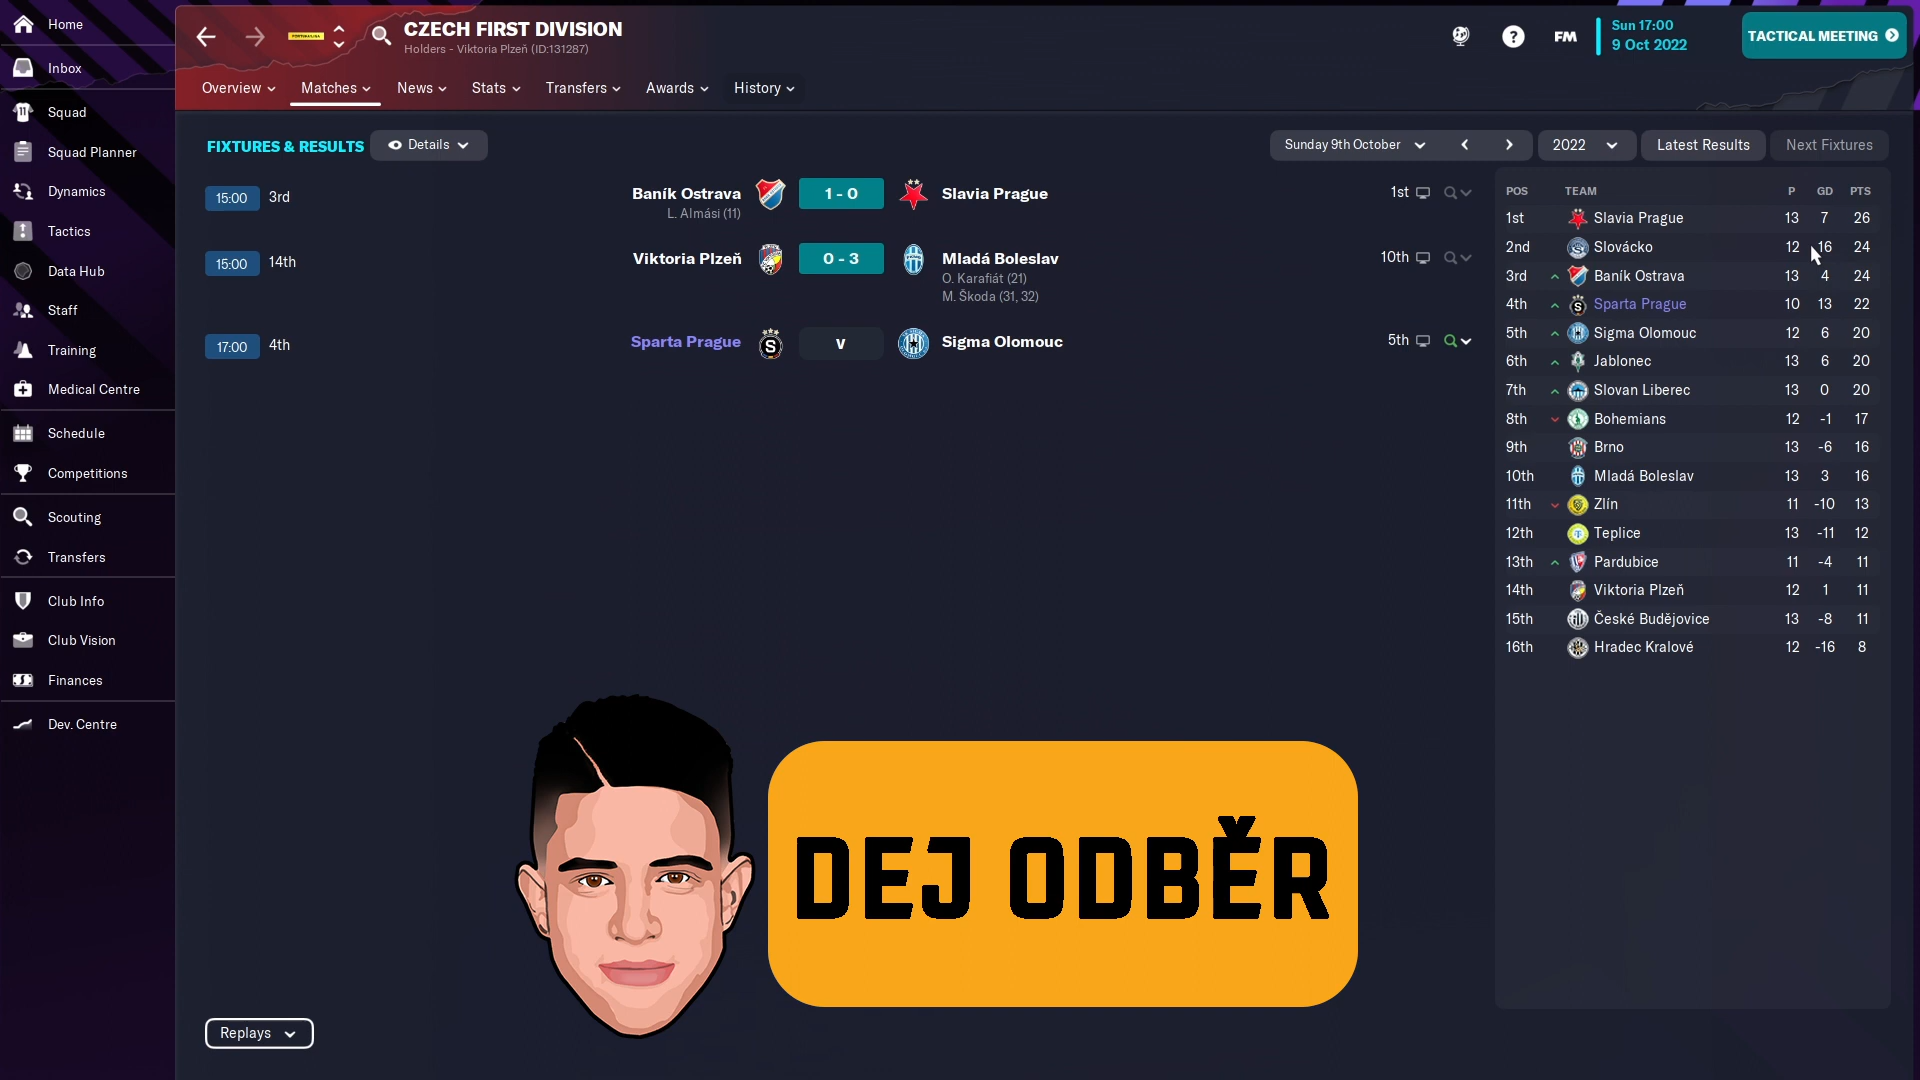 Home
Inbox
Squad
Squad Planner
Dynamics
Tactics
Data Hub
Staff
Training
Medical Centre
Schedule
Competitions
Scouting
Transfers
Club Info
Club Vision
Finances
Dev. Centre
CZECH FIRST DIVISION
Holders - Viktoria Plzeň (ID:131287)
? FM Sun 17:00
9 Oct 2022
TACTICAL MEETING
Overview Matches News Stats Transfers Awards History
FIXTURES & RESULTS Details Sunday 9th October 2022 Latest Results Next Fixtures
15:00 3rd Baník Ostrava 1 - 0 Slavia Prague 1st
L. Almási (11)
15:00 14th Viktoria Plzeň 0 - 3 Mladá Boleslav 10th
O. Karafiát (21)
M. Škoda (31, 32)
17:00 4th Sparta Prague v Sigma Olomouc 5th
POS TEAM P GD PTS
1st Slavia Prague 13 7 26
2nd Slovácko 12 16 24
3rd Baník Ostrava 13 4 24
4th Sparta Prague 10 13 22
5th Sigma Olomouc 12 6 20
6th Jablonec 13 6 20
7th Slovan Liberec 13 0 20
8th Bohemians 12 -1 17
9th Brno 13 -6 16
10th Mladá Boleslav 13 3 16
11th Zlín 11 -10 13
12th Teplice 13 -11 12
13th Pardubice 11 -4 11
14th Viktoria Plzeň 12 1 11
15th České Budějovice 13 -8 11
16th Hradec Kralové 12 -16 8
DEJ ODBĚR
Replays